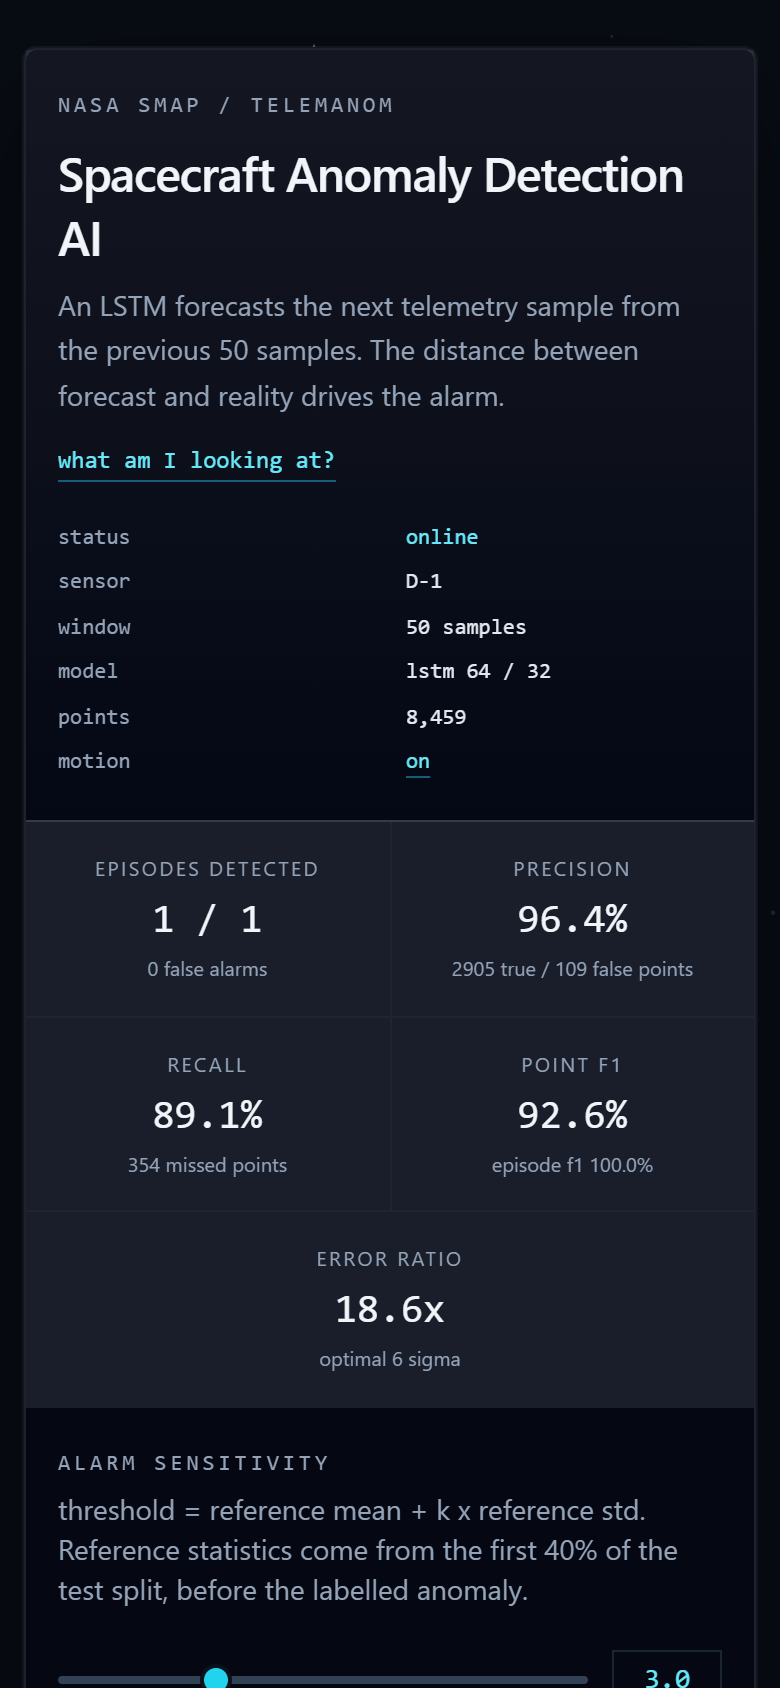 NASA SMAP / TELEMANOM
Spacecraft Anomaly Detection
AI
An LSTM forecasts the next telemetry sample from
the previous 50 samples. The distance between
forecast and reality drives the alarm.
what am I looking at?
status online
sensor D-1
window 50 samples
model lstm 64 / 32
points 8,459
motion on
EPISODES DETECTED
1 / 1
0 false alarms
PRECISION
96.4%
2905 true / 109 false points
RECALL
89.1%
354 missed points
POINT F1
92.6%
episode f1 100.0%
ERROR RATIO
18.6x
optimal 6 sigma
ALARM SENSITIVITY
threshold = reference mean + k x reference std.
Reference statistics come from the first 40% of the
test split, before the labelled anomaly.
3.0